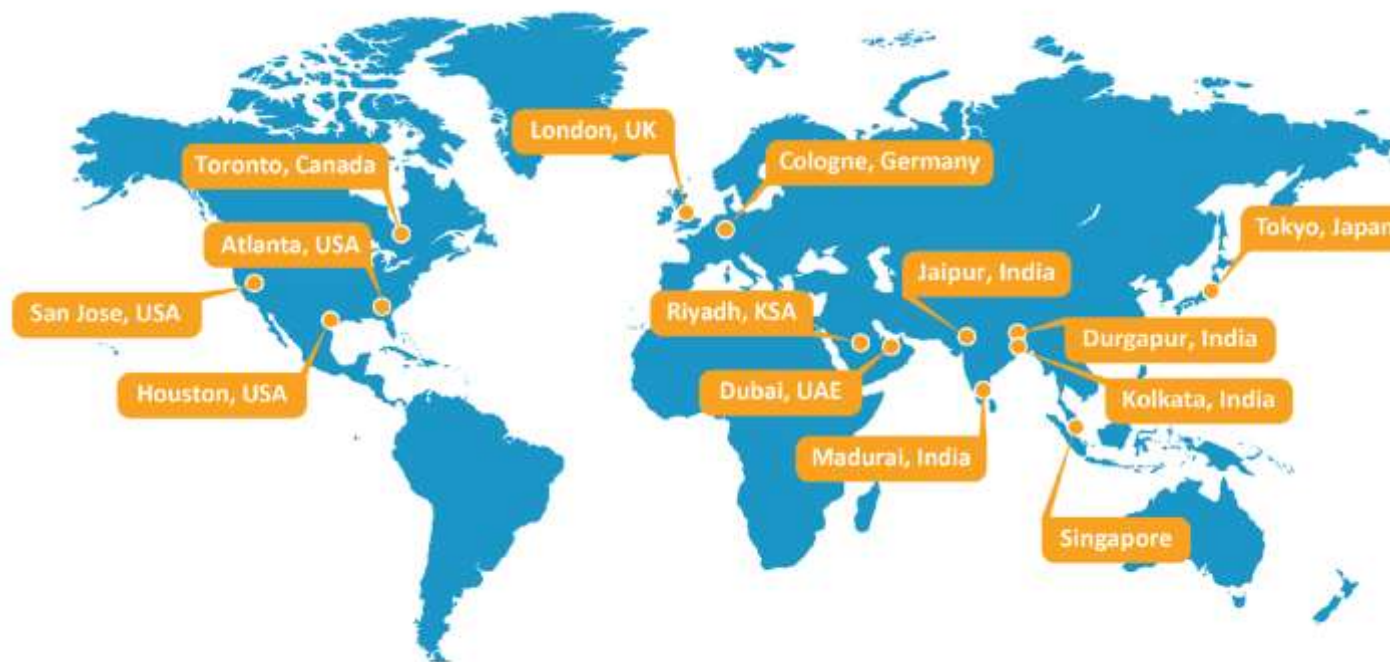 London, UK
Toronto, Canada
Cologne, Germany
Atlanta, USA
Tokyo, Japan
Jaipur, India
San Jose, USA
Riyadh, KSA
Durgapur, India
Houston, USA
Dubai, UAE
Kolkata, India
Madurai, India
Singapore